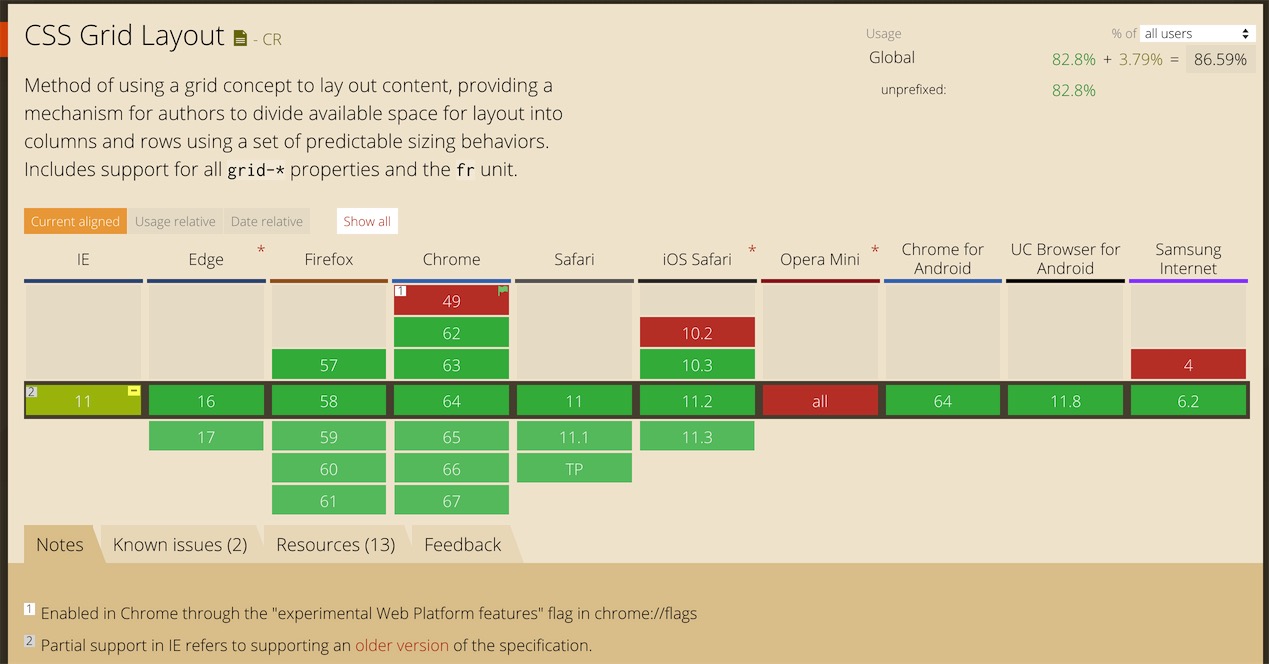 CSS Grid Layout - CR
Usage % of all users
Global 82.8% + 3.79% = 86.59%
unprefixed: 82.8%
Method of using a grid concept to lay out content, providing a
mechanism for authors to divide available space for layout into
columns and rows using a set of predictable sizing behaviors.
Includes support for all grid-* properties and the fr unit.
Current aligned Usage relative Date relative Show all
IE Edge * Firefox Chrome Safari iOS Safari * Opera Mini * Chrome for Android UC Browser for Android Samsung Internet
1 49
62 10.2
57 63 10.3 4
2 11 - 16 58 64 11 11.2 all 64 11.8 6.2
17 59 65 11.1 11.3
60 66 TP
61 67
Notes Known issues (2) Resources (13) Feedback
1 Enabled in Chrome through the "experimental Web Platform features" flag in chrome://flags
2 Partial support in IE refers to supporting an older version of the specification.